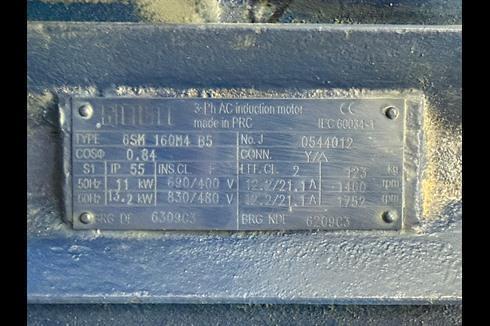 3-Ph AC induction motor
made in PRC IEC 60034-1
TYPE 6SM 160M4 B5 No.J 0544012
COSΦ 0.84 CONN. Y/△
S1 IP 55 INS CL F EFF.CL 2 123 kg
50Hz 11 kW 690/400 V 12.2/21.1 A 1460 rpm
60Hz 13.2 kW 830/480 V 12.2/21.1 A 1752 rpm
BRG DE 6309C3 BRG NDE 6209C3